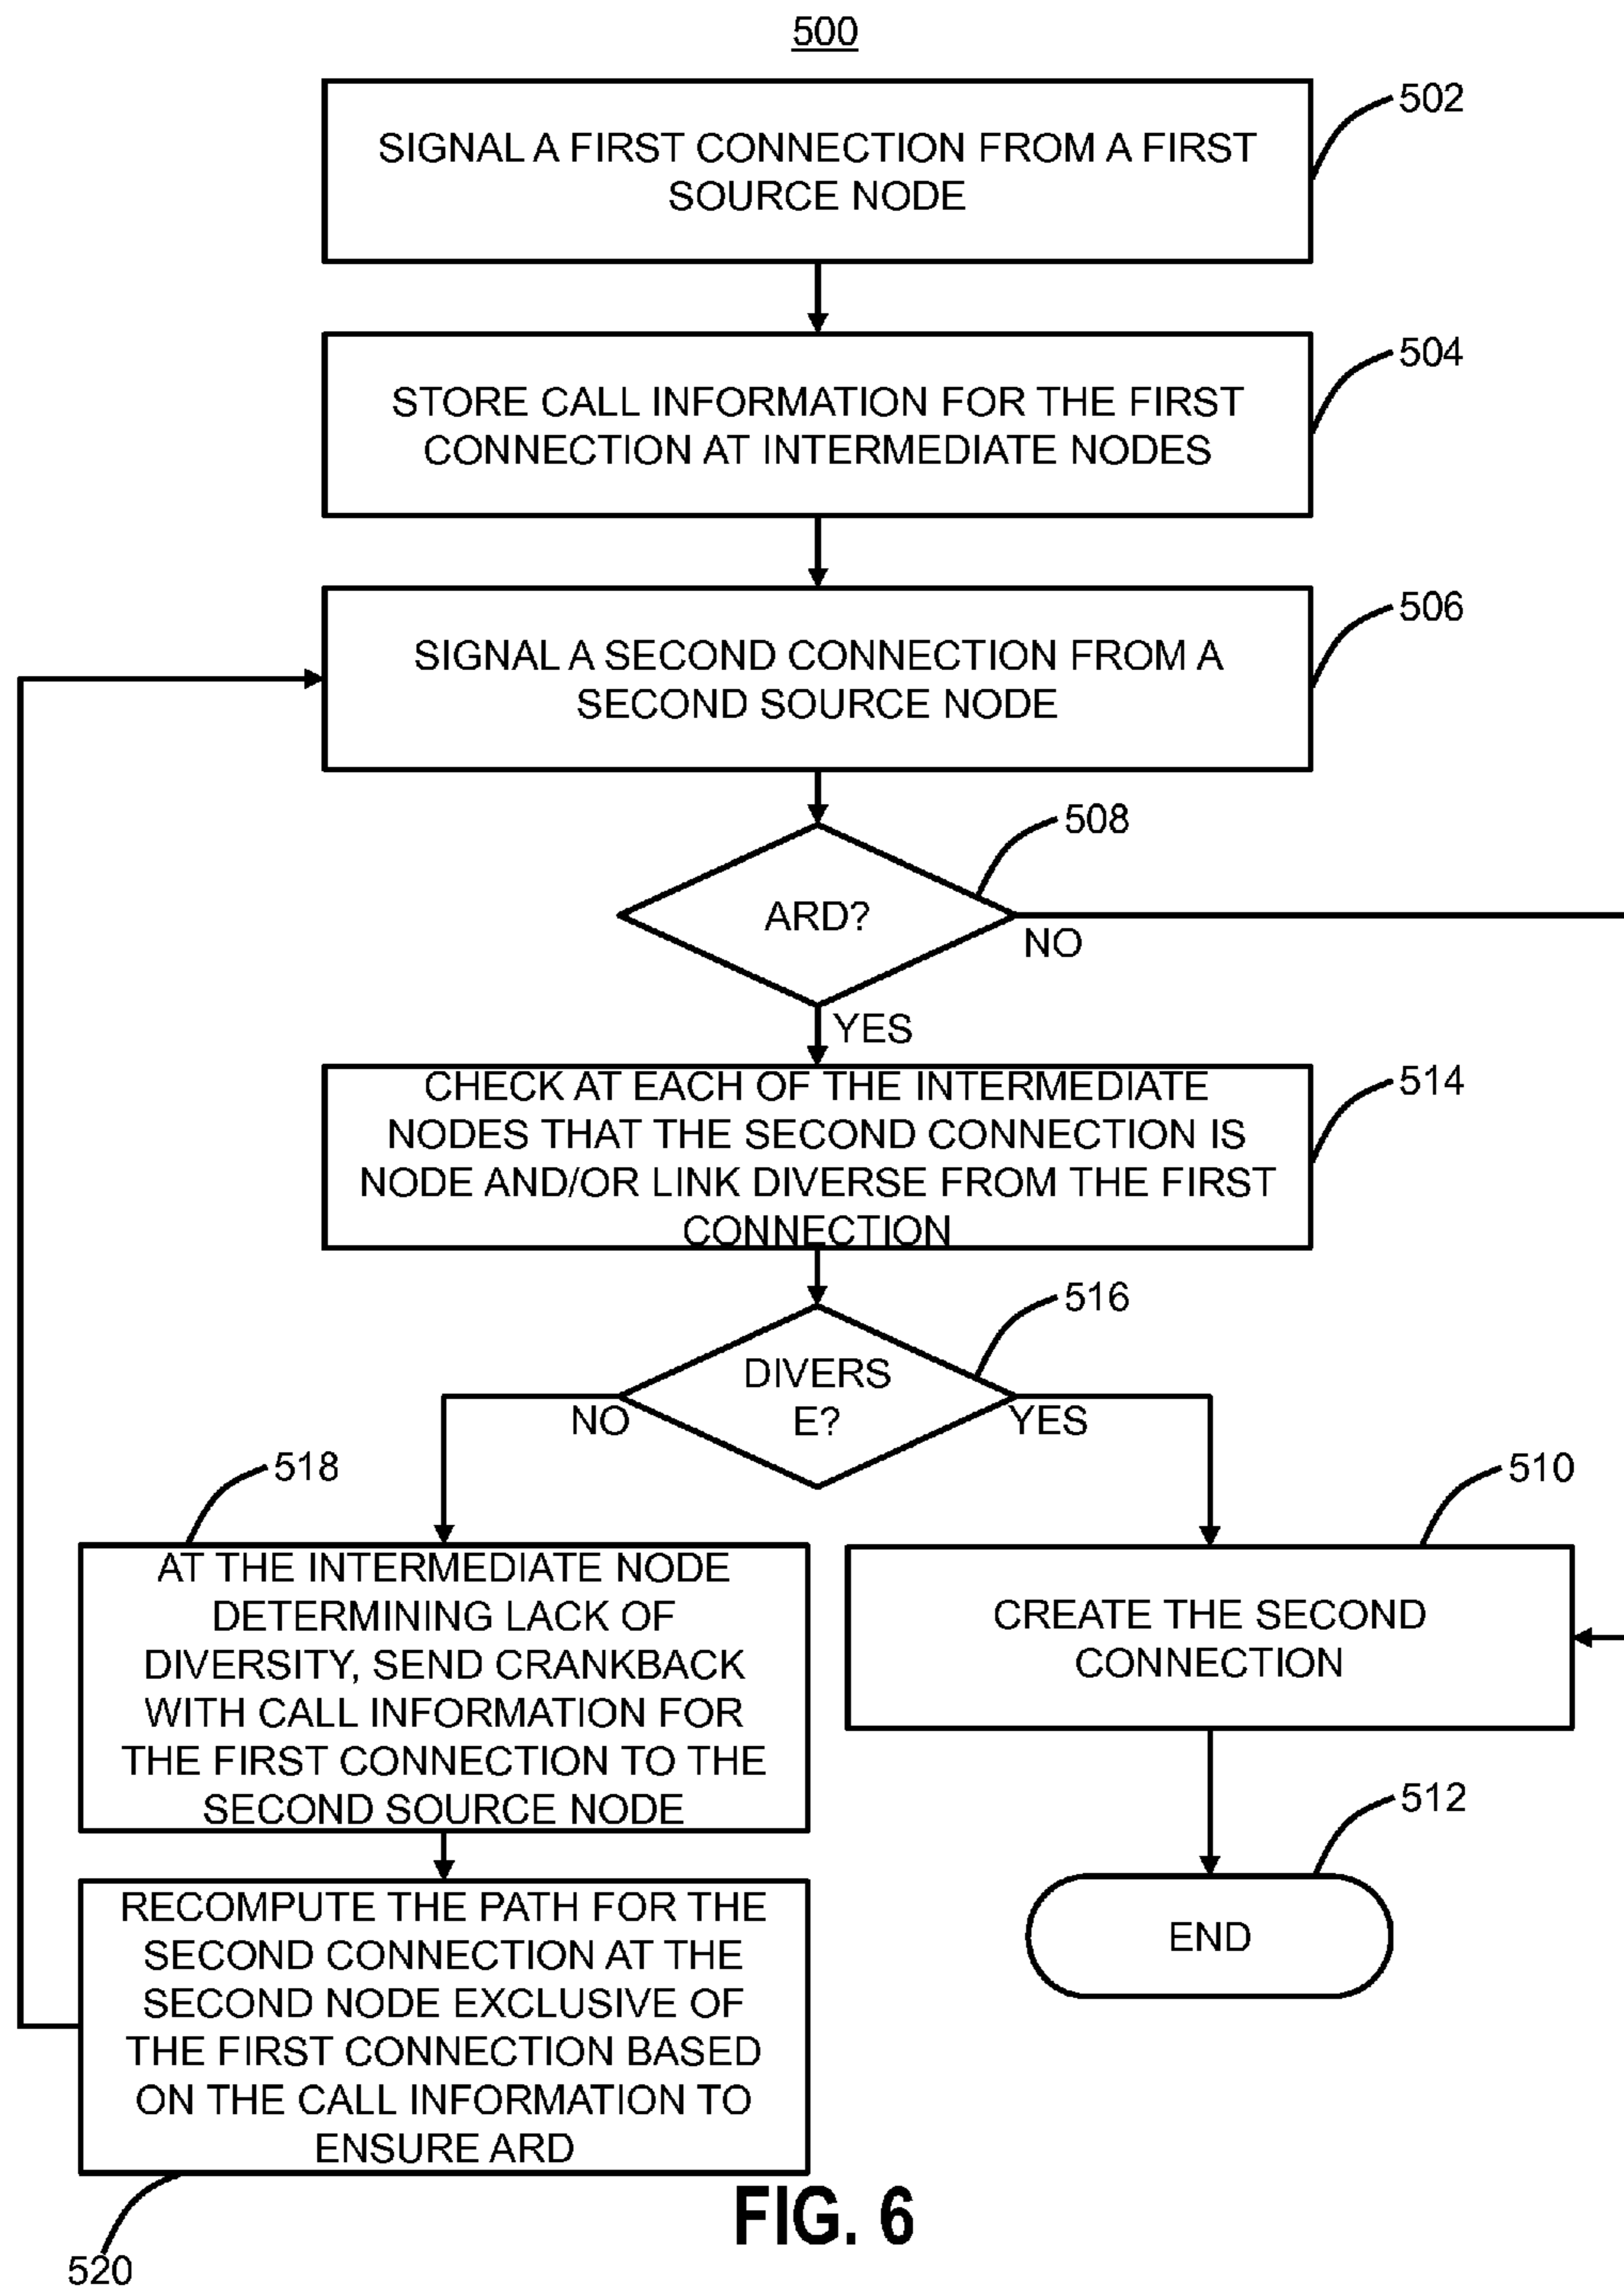 500
SIGNAL A FIRST CONNECTION FROM A FIRST
SOURCE NODE
502
STORE CALL INFORMATION FOR THE FIRST
CONNECTION AT INTERMEDIATE NODES
504
SIGNAL A SECOND CONNECTION FROM A
SECOND SOURCE NODE
506
ARD?
508
NO
YES
CHECK AT EACH OF THE INTERMEDIATE
NODES THAT THE SECOND CONNECTION IS
NODE AND/OR LINK DIVERSE FROM THE FIRST
CONNECTION
514
DIVERS
E?
516
NO
YES
518
AT THE INTERMEDIATE NODE
DETERMINING LACK OF
DIVERSITY, SEND CRANKBACK
WITH CALL INFORMATION FOR
THE FIRST CONNECTION TO THE
SECOND SOURCE NODE
510
CREATE THE SECOND
CONNECTION
512
END
RECOMPUTE THE PATH FOR THE
SECOND CONNECTION AT THE
SECOND NODE EXCLUSIVE OF
THE FIRST CONNECTION BASED
ON THE CALL INFORMATION TO
ENSURE ARD
520
FIG. 6